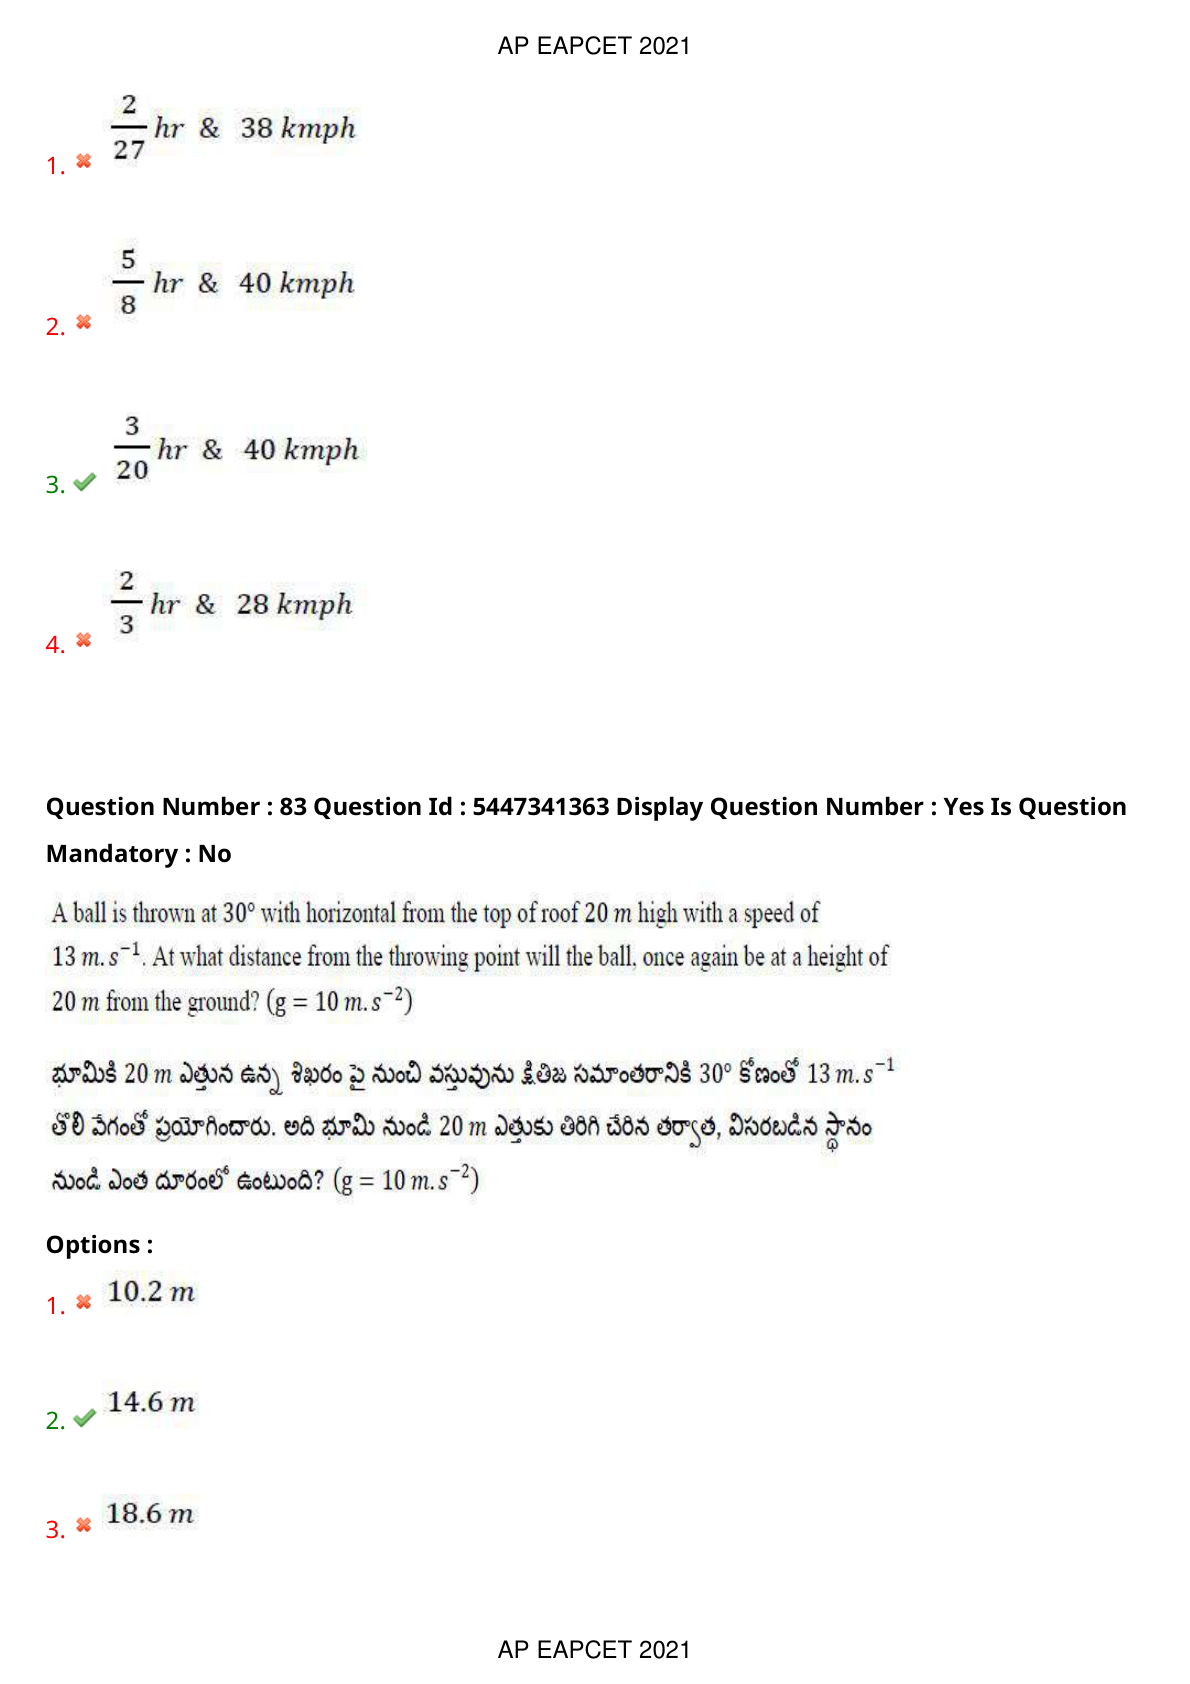 AP EAPCET 2021
1. 2/27 hr & 38 kmph
2. 5/8 hr & 40 kmph
3. 3/20 hr & 40 kmph
4. 2/3 hr & 28 kmph
Question Number : 83 Question Id : 5447341363 Display Question Number : Yes Is Question
Mandatory : No
A ball is thrown at 30° with horizontal from the top of roof 20 m high with a speed of
13 m.s⁻¹. At what distance from the throwing point will the ball, once again be at a height of
20 m from the ground? (g = 10 m.s⁻²)
భూమికి 20 m ఎత్తున ఉన్న శిఖరం పై నుంచి వస్తువును క్షితిజ సమాంతరానికి 30° కోణంతో 13 m.s⁻¹
తొలి వేగంతో ప్రయోగించారు. అది భూమి నుండి 20 m ఎత్తుకు తిరిగి చేరిన తర్వాత, విసరబడిన స్థానం
నుండి ఎంత దూరంలో ఉంటుంది? (g = 10 m.s⁻²)
Options :
1. 10.2 m
2. 14.6 m
3. 18.6 m
AP EAPCET 2021